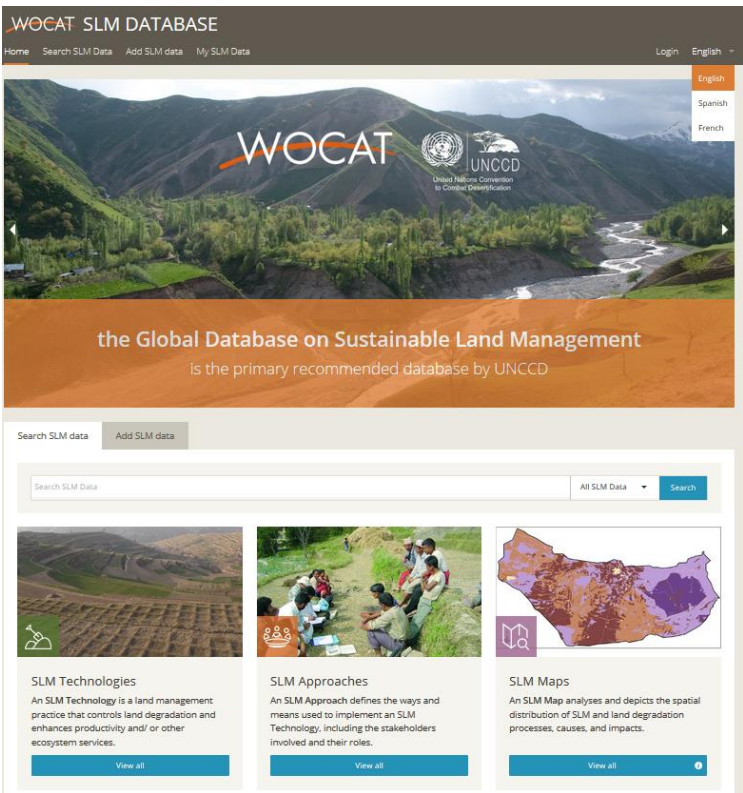 WOCAT SLM DATABASE
Home Search SLM Data Add SLM data My SLM Data Login English
English
Spanish
French
WOCAT
UNCCD
United Nations Convention
to Combat Desertification
the Global Database on Sustainable Land Management
is the primary recommended database by UNCCD
Search SLM data Add SLM data
Search SLM Data All SLM Data Search
SLM Technologies
An SLM Technology is a land management
practice that controls land degradation and
enhances productivity and/ or other
ecosystem services.
View all
SLM Approaches
An SLM Approach defines the ways and
means used to implement an SLM
Technology, including the stakeholders
involved and their roles.
View all
SLM Maps
An SLM Map analyses and depicts the spatial
distribution of SLM and land degradation
processes, causes, and impacts.
View all